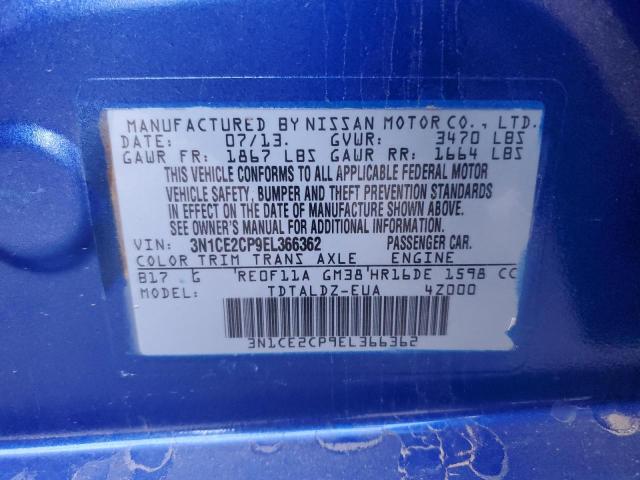 MANUFACTURED BY NISSAN MOTOR CO., LTD.
DATE: 07/13. GVWR: 3470 LBS
GAWR FR: 1867 LBS GAWR RR: 1664 LBS
THIS VEHICLE CONFORMS TO ALL APPLICABLE FEDERAL MOTOR
VEHICLE SAFETY, BUMPER AND THEFT PREVENTION STANDARDS
IN EFFECT ON THE DATE OF MANUFACTURE SHOWN ABOVE.
SEE OWNER'S MANUAL FOR ADDITIONAL INFORMATION.
VIN: 3N1CE2CP9EL366362 PASSENGER CAR.
COLOR TRIM TRANS AXLE ENGINE
B17 G RE0F11A GM38 HR16DE 1598 CC
MODEL: TDTALDZ-EUA 4Z000
3N1CE2CP9EL366362